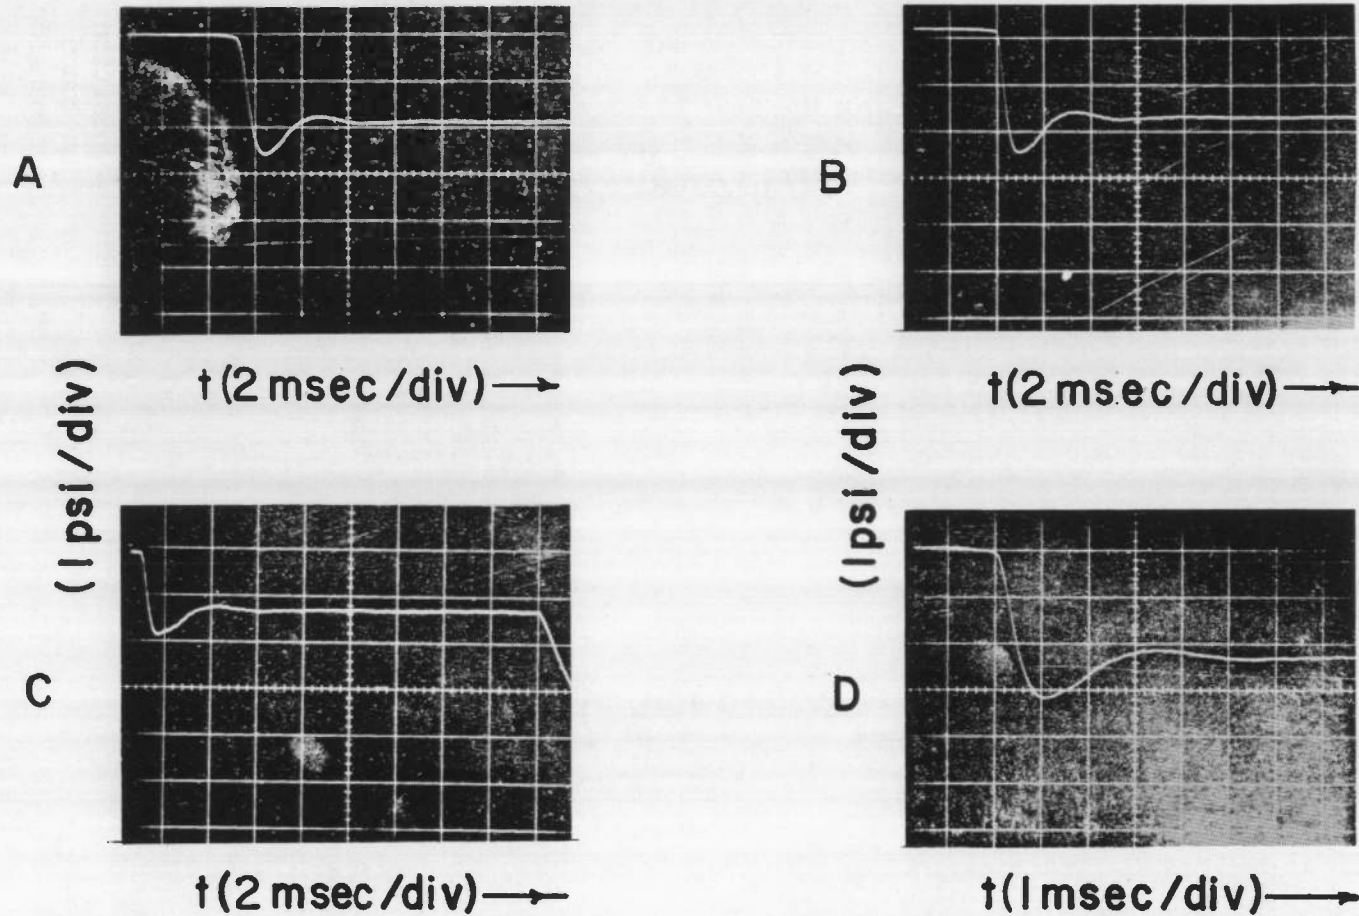 A
B
t(2 msec/div)
t(2 msec/div)
(1 psi/div)
(1psi/div)
C
D
t(2 msec/div)
t(1 msec/div)